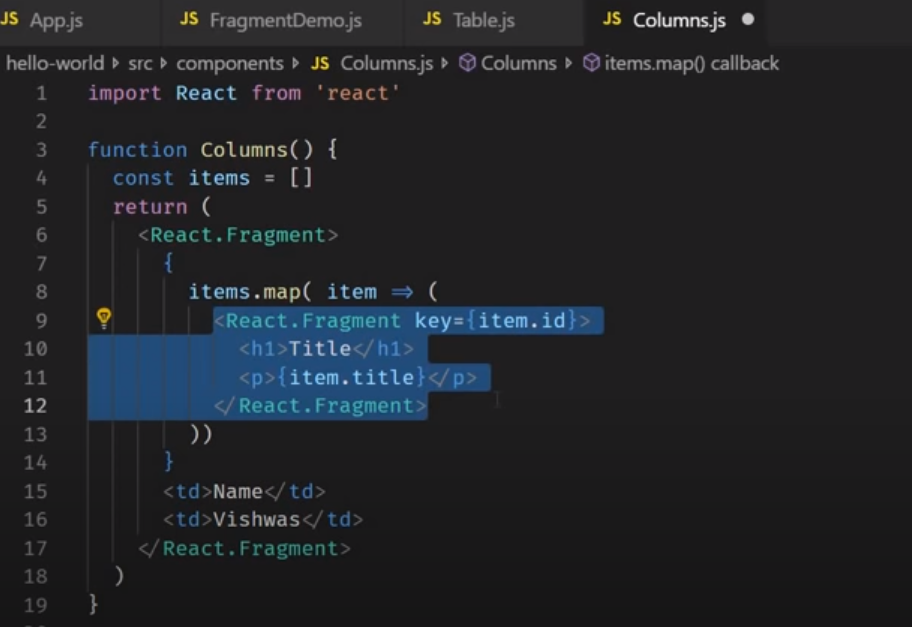 JS App.js JS FragmentDemo.js JS Table.js JS Columns.js
hello-world src components JS Columns.js Columns items.map() callback
1 import React from 'react'
2
3 function Columns() {
4 const items = []
5 return (
6 <React.Fragment>
7 {
8 items.map( item => (
9 <React.Fragment key={item.id}>
10 <h1>Title</h1>
11 <p>{item.title}</p>
12 </React.Fragment>
13 ))
14 }
15 <td>Name</td>
16 <td>Vishwas</td>
17 </React.Fragment>
18 )
19 }